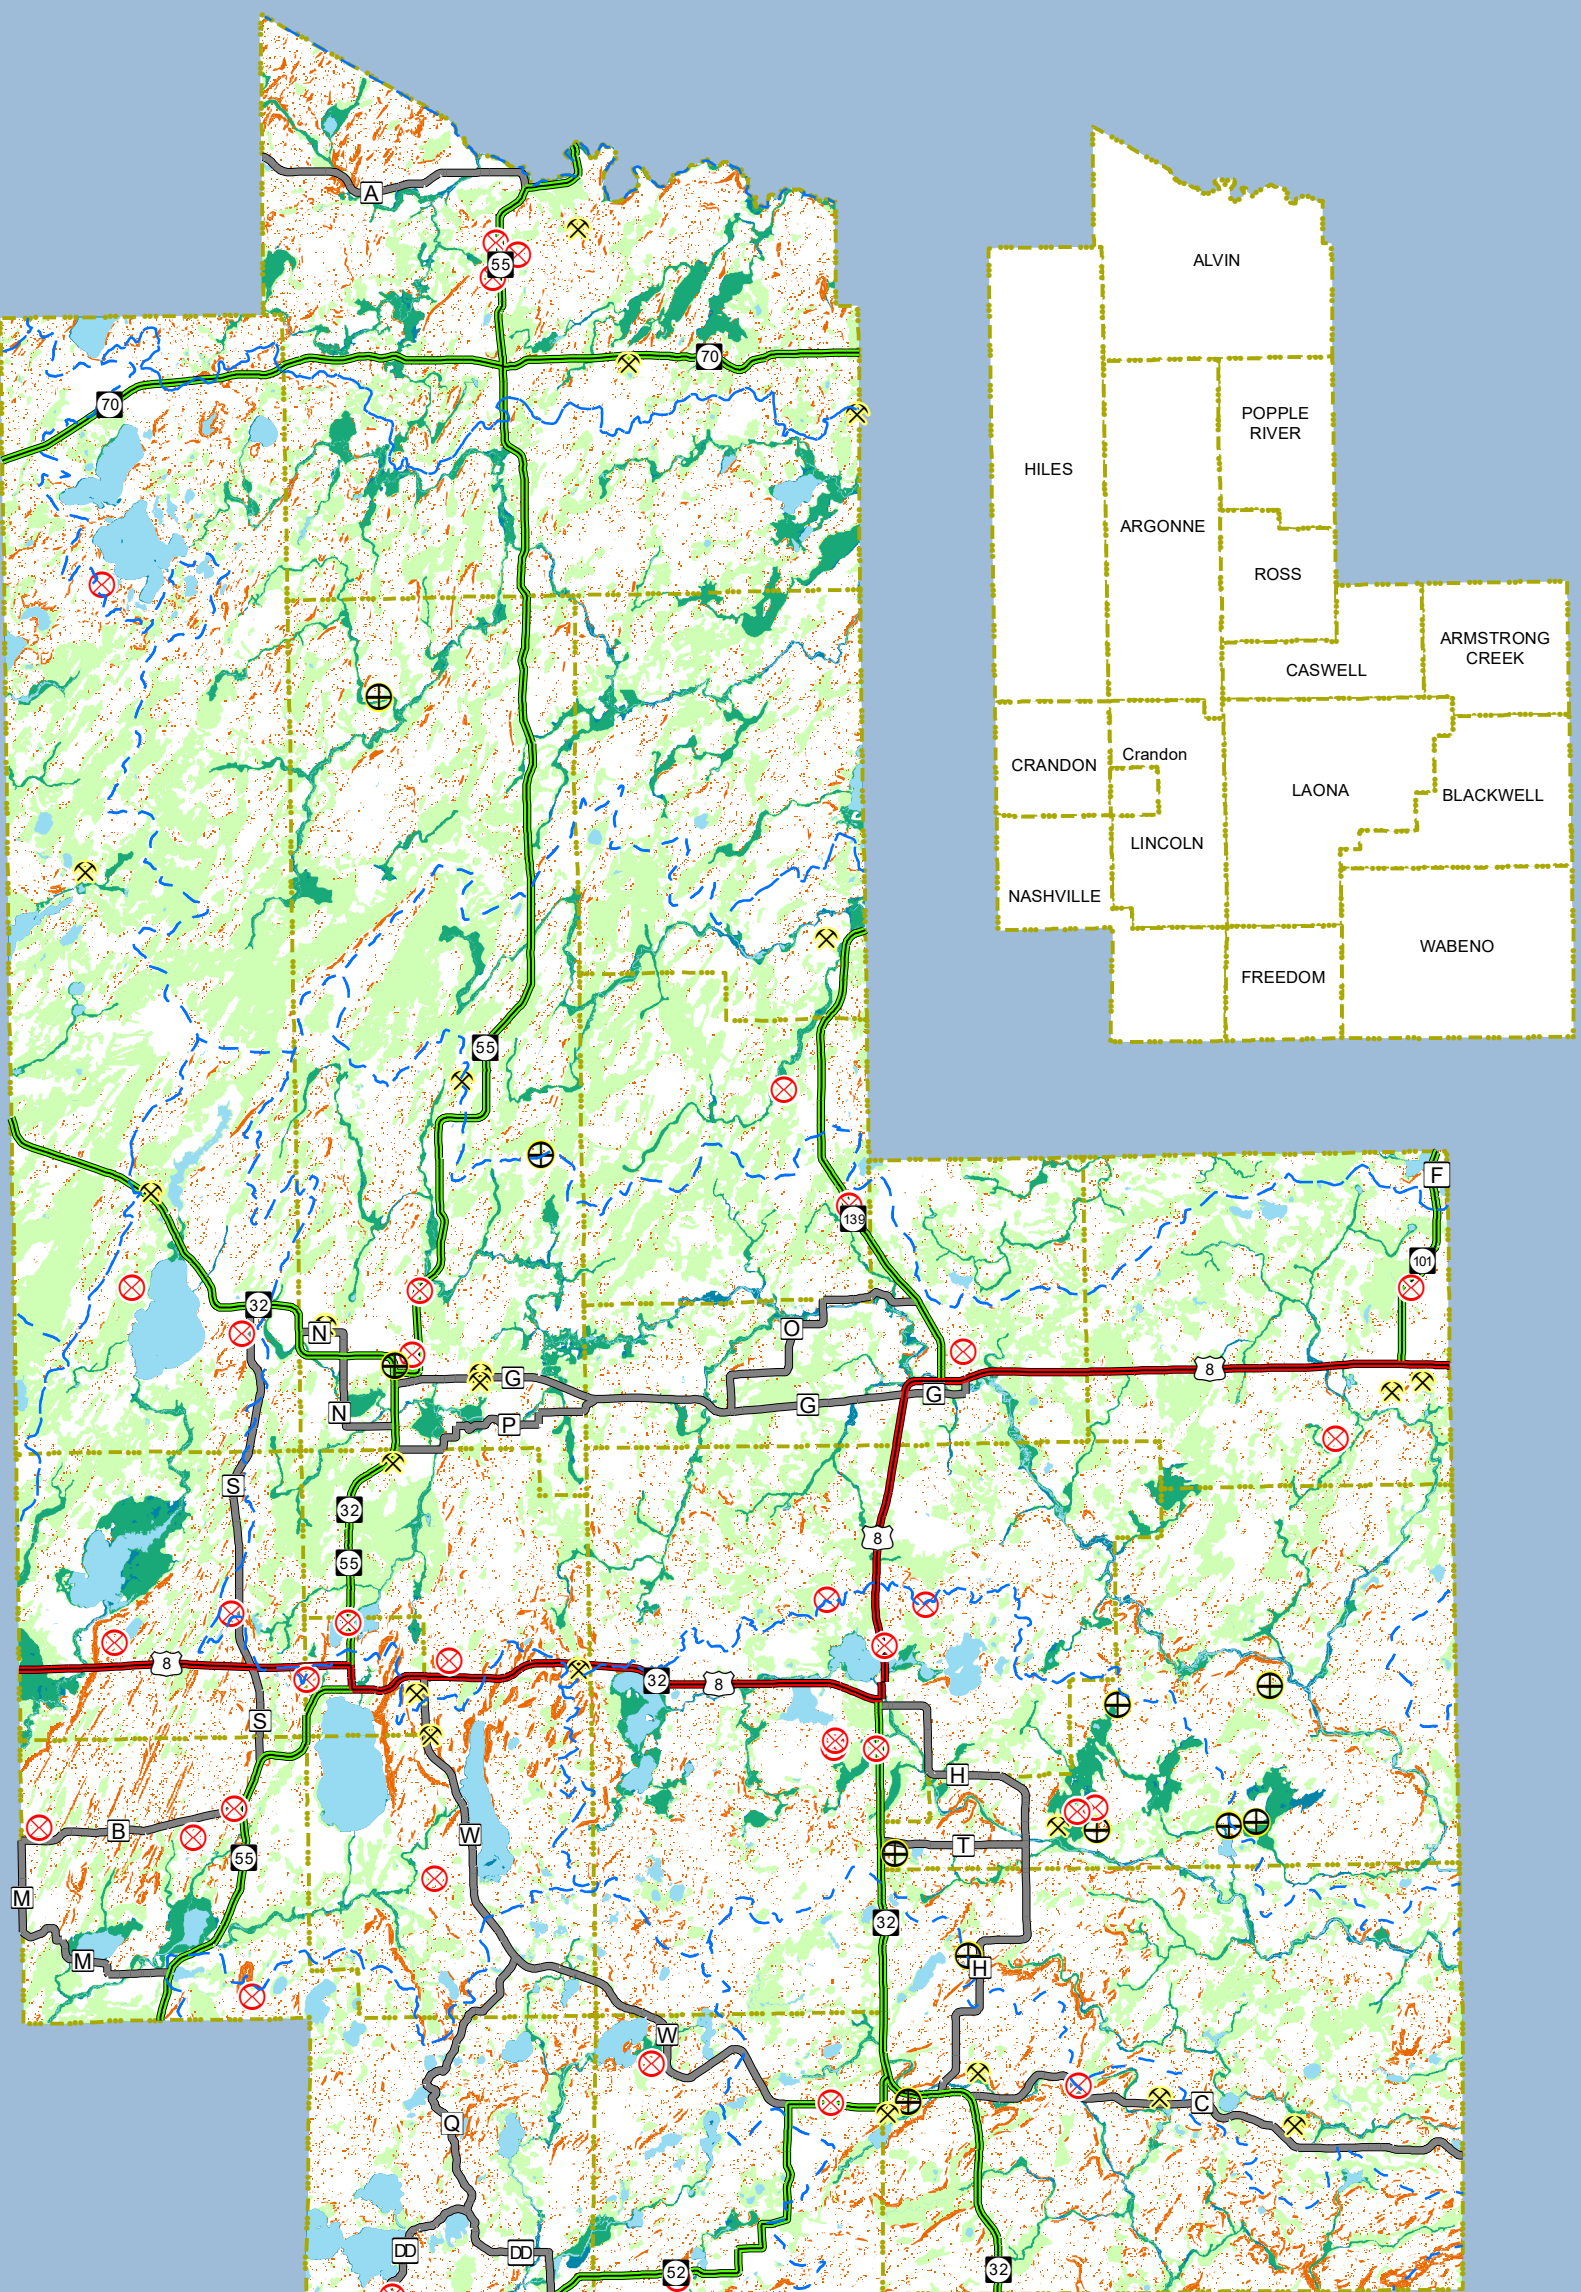 A
55
70
70
ALVIN
POPPLE
RIVER
HILES
ARGONNE
ROSS
ARMSTRONG
CREEK
CASWELL
CRANDON
Crandon
LAONA
BLACKWELL
LINCOLN
NASHVILLE
WABENO
FREEDOM
55
F
139
101
32
N
O
8
G
G
N
G
P
S
32
8
55
8
32
8
S
H
B
W
T
55
M
32
M
H
W
C
Q
DD
DD
52
32